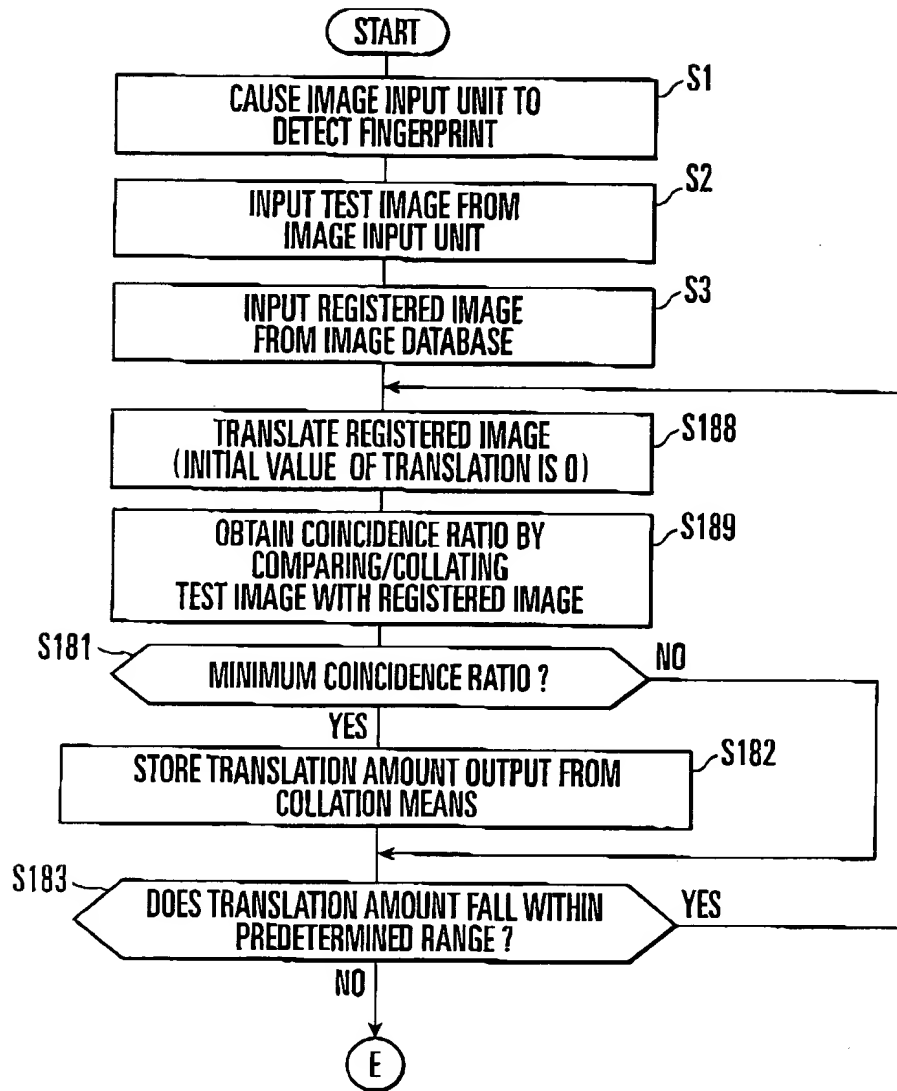 START
S1
CAUSE IMAGE INPUT UNIT TO
DETECT FINGERPRINT
S2
INPUT TEST IMAGE FROM
IMAGE INPUT UNIT
S3
INPUT REGISTERED IMAGE
FROM IMAGE DATABASE
S188
TRANSLATE REGISTERED IMAGE
(INITIAL VALUE OF TRANSLATION IS 0)
S189
OBTAIN COINCIDENCE RATIO BY
COMPARING/COLLATING
TEST IMAGE WITH REGISTERED IMAGE
S181
MINIMUM COINCIDENCE RATIO ?
NO
YES
S182
STORE TRANSLATION AMOUNT OUTPUT FROM
COLLATION MEANS
S183
DOES TRANSLATION AMOUNT FALL WITHIN
PREDETERMINED RANGE ?
YES
NO
E